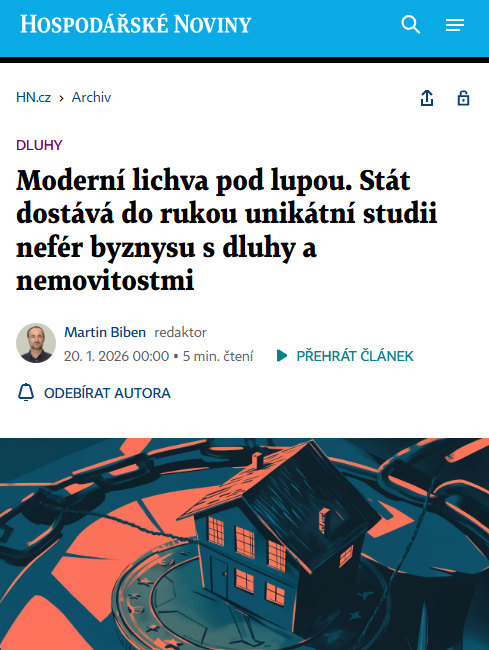 HOSPODÁŘSKÉ NOVINY
HN.cz › Archiv
DLUHY
Moderní lichva pod lupou. Stát
dostává do rukou unikátní studii
nefér byznysu s dluhy a
nemovitostmi
Martin Biben redaktor
20. 1. 2026 00:00 ▪ 5 min. čtení PŘEHRÁT ČLÁNEK
ODEBÍRAT AUTORA